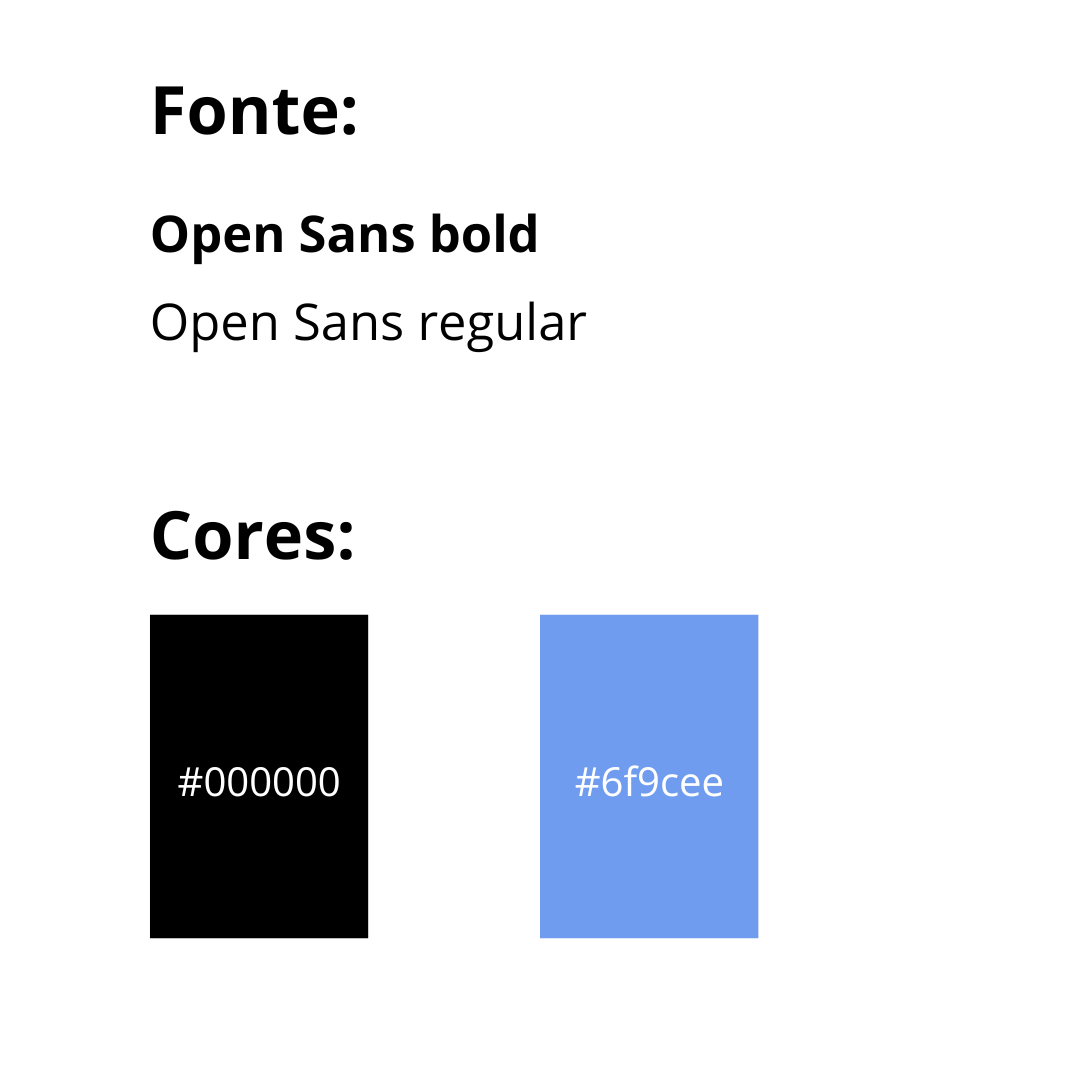 Fonte:
Open Sans bold
Open Sans regular
Cores:
#000000
#6f9cee